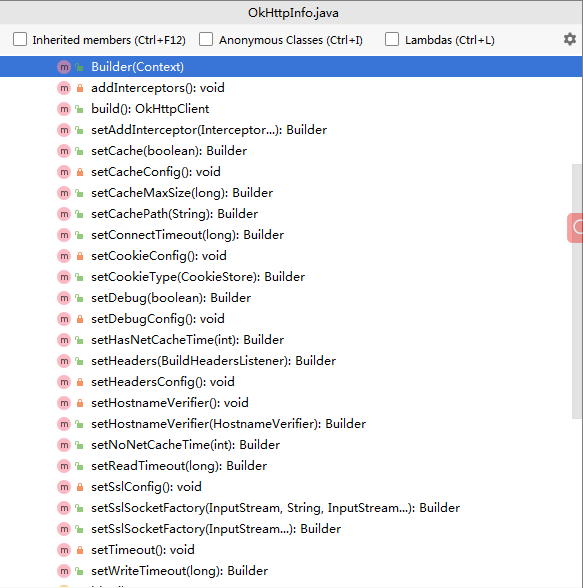 OkHttpInfo.java
Inherited members (Ctrl+F12) Anonymous Classes (Ctrl+I) Lambdas (Ctrl+L)
m Builder(Context)
m addInterceptors(): void
m build(): OkHttpClient
m setAddInterceptor(Interceptor...): Builder
m setCache(boolean): Builder
m setCacheConfig(): void
m setCacheMaxSize(long): Builder
m setCachePath(String): Builder
m setConnectTimeout(long): Builder
m setCookieConfig(): void
m setCookieType(CookieStore): Builder
m setDebug(boolean): Builder
m setDebugConfig(): void
m setHasNetCacheTime(int): Builder
m setHeaders(BuildHeadersListener): Builder
m setHeadersConfig(): void
m setHostnameVerifier(): void
m setHostnameVerifier(HostnameVerifier): Builder
m setNoNetCacheTime(int): Builder
m setReadTimeout(long): Builder
m setSslConfig(): void
m setSslSocketFactory(InputStream, String, InputStream...): Builder
m setSslSocketFactory(InputStream...): Builder
m setTimeout(): void
m setWriteTimeout(long): Builder